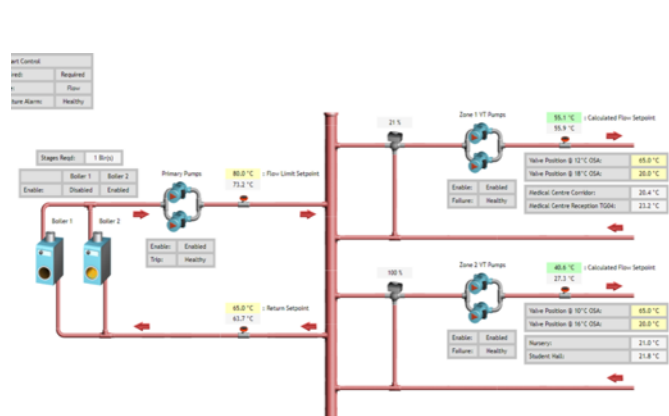 art Control
red: Required
r: Flow
ture Alarm: Healthy
Stages Reqd: 1 Blr(s)
Boiler 1 Boiler 2
Enable: Disabled Enabled
Boiler 1 Boiler 2
Primary Pumps
Enable: Enabled
Trip: Healthy
80.0 °C : Flow Limit Setpoint
73.2 °C
65.0 °C : Return Setpoint
63.7 °C
21 %
Zone 1 VT Pumps
Enable: Enabled
Failure: Healthy
55.1 °C : Calculated Flow Setpoint
55.9 °C
Valve Position @ 12°C OSA: 65.0 °C
Valve Position @ 18°C OSA: 20.0 °C
Medical Centre Corridor: 20.4 °C
Medical Centre Reception TG04: 23.2 °C
100 %
Zone 2 VT Pumps
Enable: Enabled
Failure: Healthy
40.6 °C : Calculated Flow Setpoint
27.3 °C
Valve Position @ 10°C OSA: 65.0 °C
Valve Position @ 16°C OSA: 20.0 °C
Nursery: 21.0 °C
Student Hall: 21.8 °C